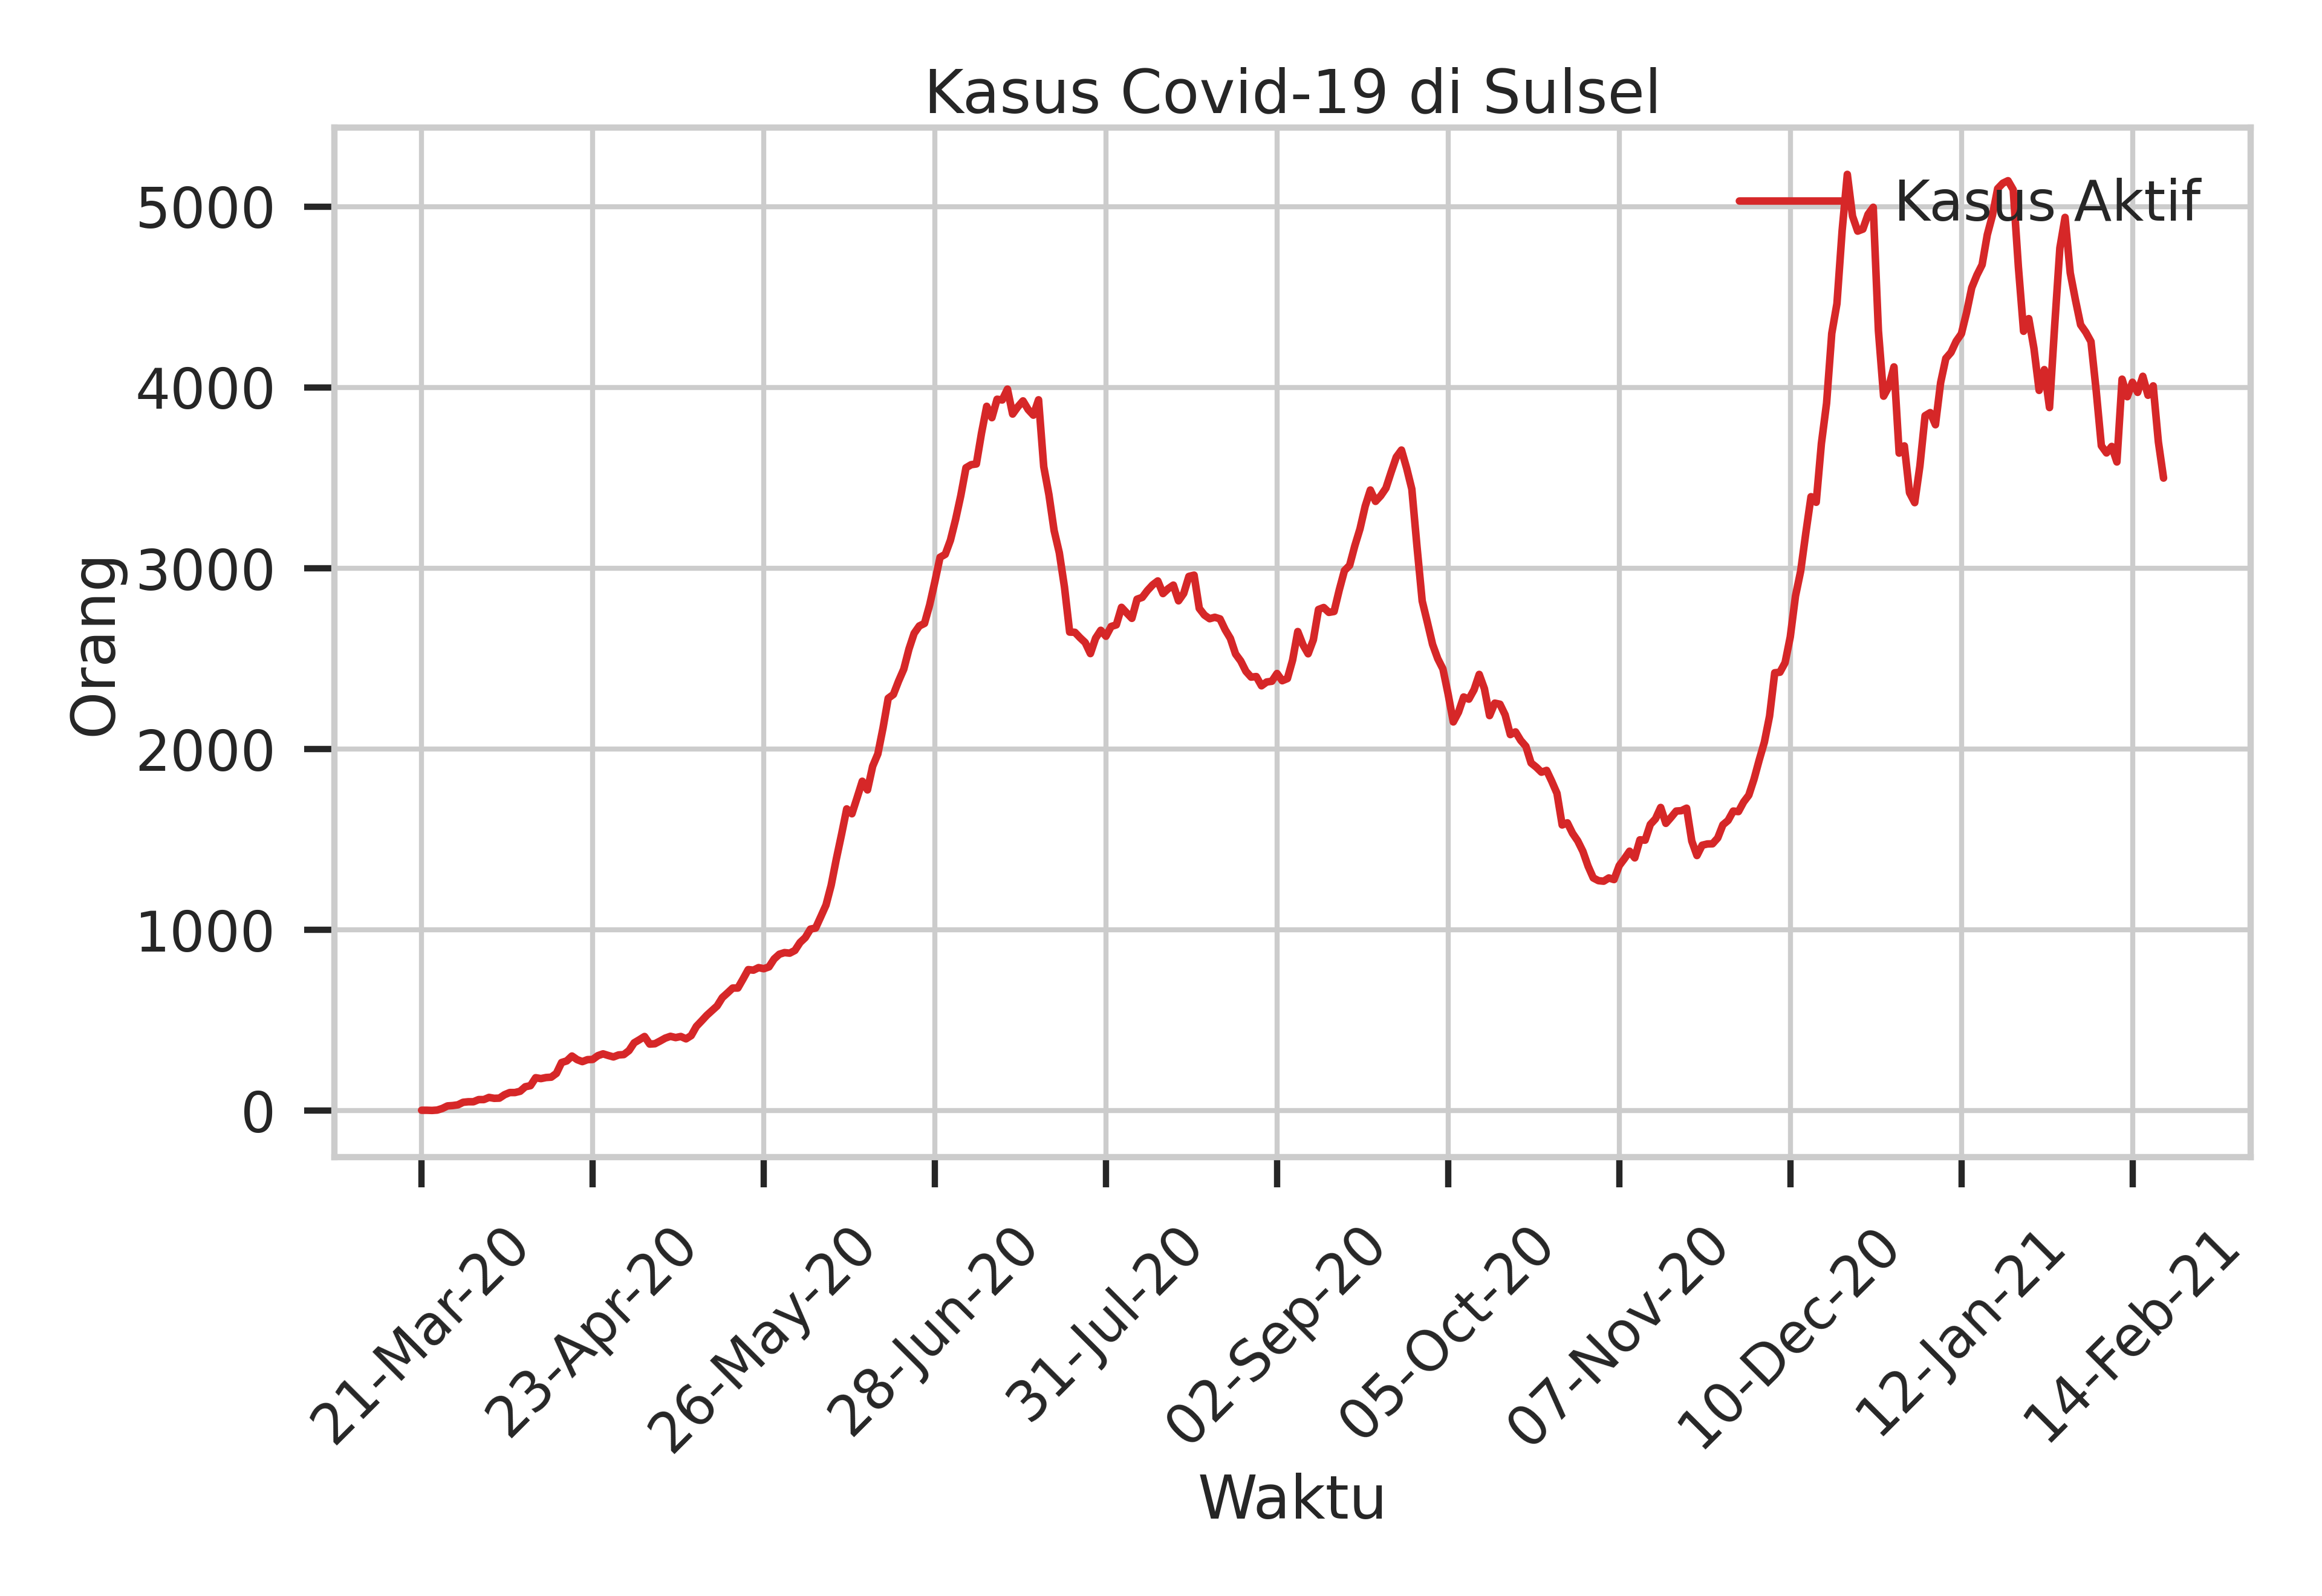 Kasus Covid-19 di Sulsel
Kasus Aktif
5000
4000
3000
2000
1000
0
Orang
21-Mar-20
23-Apr-20
26-May-20
28-Jun-20
31-Jul-20
02-Sep-20
05-Oct-20
07-Nov-20
10-Dec-20
12-Jan-21
14-Feb-21
Waktu